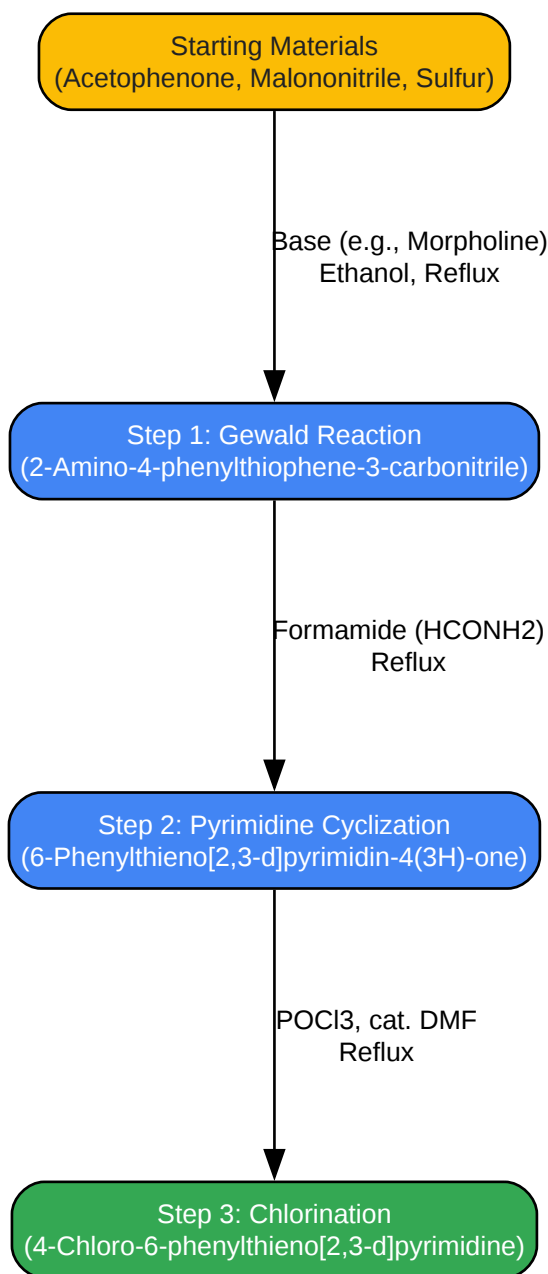 Starting Materials
(Acetophenone, Malononitrile, Sulfur)
Base (e.g., Morpholine)
Ethanol, Reflux
Step 1: Gewald Reaction
(2-Amino-4-phenylthiophene-3-carbonitrile)
Formamide (HCONH2)
Reflux
Step 2: Pyrimidine Cyclization
(6-Phenylthieno[2,3-d]pyrimidin-4(3H)-one)
POCl3, cat. DMF
Reflux
Step 3: Chlorination
(4-Chloro-6-phenylthieno[2,3-d]pyrimidine)